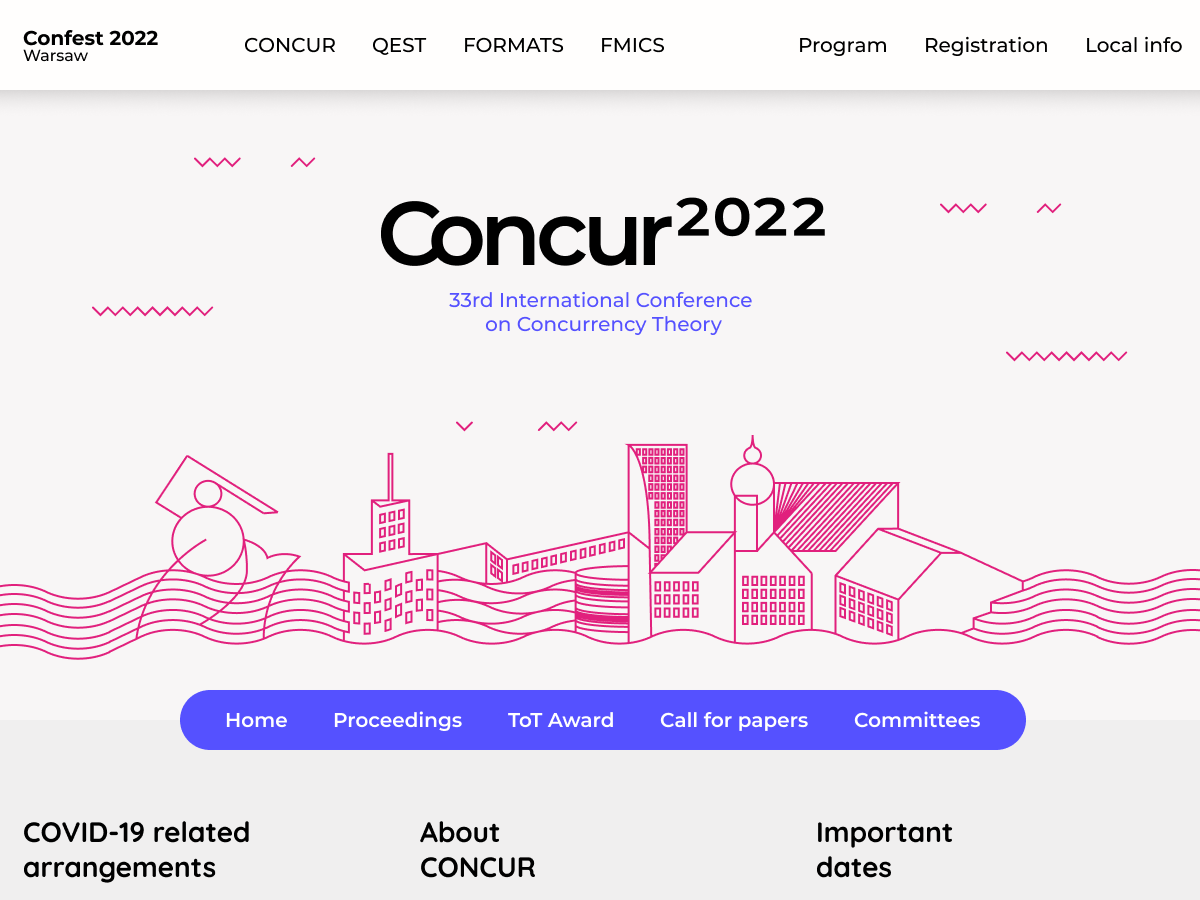 Confest 2022
Warsaw
CONCUR QEST FORMATS FMICS
Program Registration Local info
Concur 2022
33rd International Conference
on Concurrency Theory
Home Proceedings ToT Award Call for papers Committees
COVID-19 related
arrangements
About
CONCUR
Important
dates